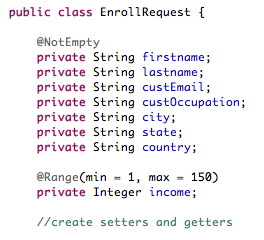 public class EnrollRequest {
@NotEmpty
private String firstname;
private String lastname;
private String custEmail;
private String custOccupation;
private String city;
private String state;
private String country;
@Range(min = 1, max = 150)
private Integer income;
//create setters and getters